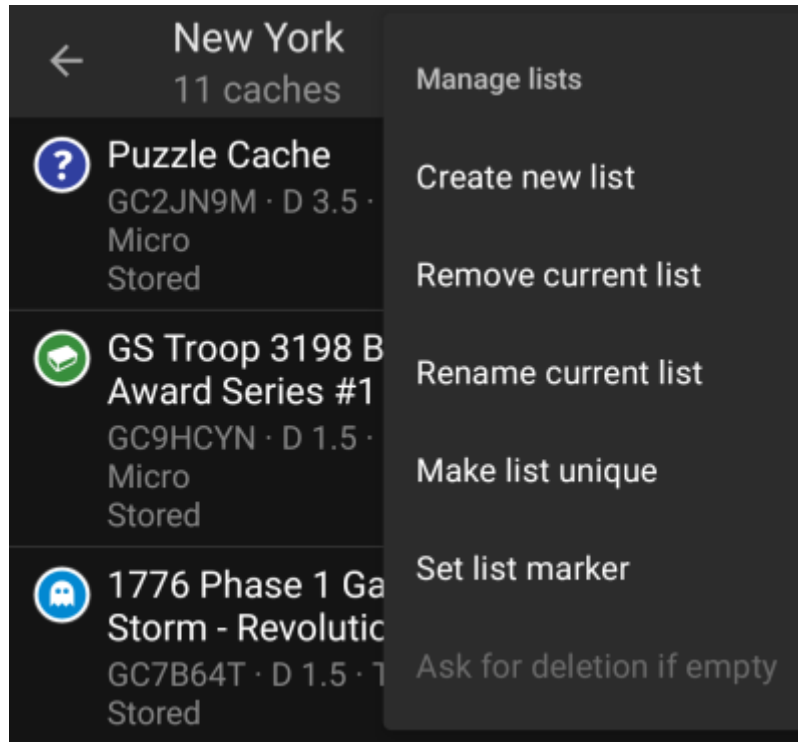 New York
11 caches
Puzzle Cache
GC2JN9M · D 3.5 ·
Micro
Stored
GS Troop 3198 B
Award Series #1
GC9HCYN · D 1.5 ·
Micro
Stored
1776 Phase 1 Ga
Storm - Revolutic
GC7B64T · D 1.5 · T
Stored
Manage lists
Create new list
Remove current list
Rename current list
Make list unique
Set list marker
Ask for deletion if empty